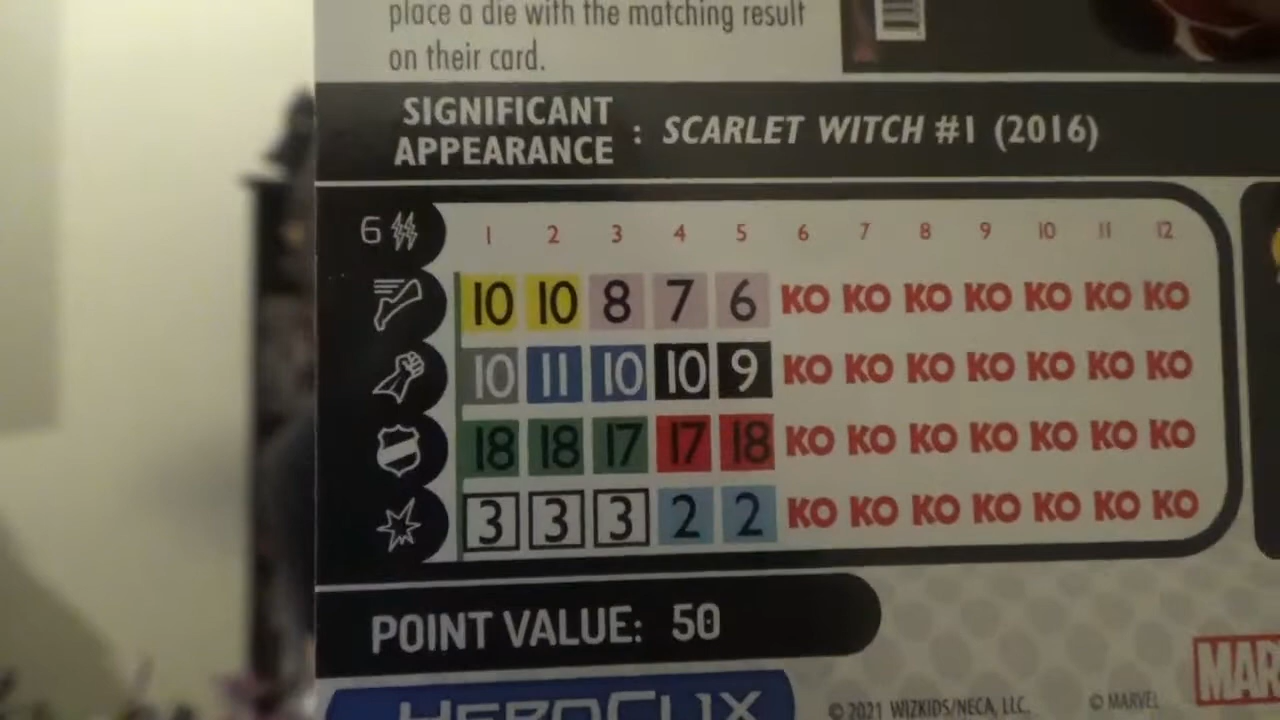 place a die with the matching result
on their card.
SIGNIFICANT
APPEARANCE : SCARLET WITCH #1 (2016)
6 1 2 3 4 5 6 7 8 9 10 11 12
10 10 8 7 6 KO KO KO KO KO KO KO
10 11 10 10 9 KO KO KO KO KO KO KO
18 18 17 17 18 KO KO KO KO KO KO KO
3 3 3 2 2 KO KO KO KO KO KO KO
POINT VALUE: 50
HEROCLIX
© 2021 WIZKIDS/NECA, LLC. © MARVEL
MAR